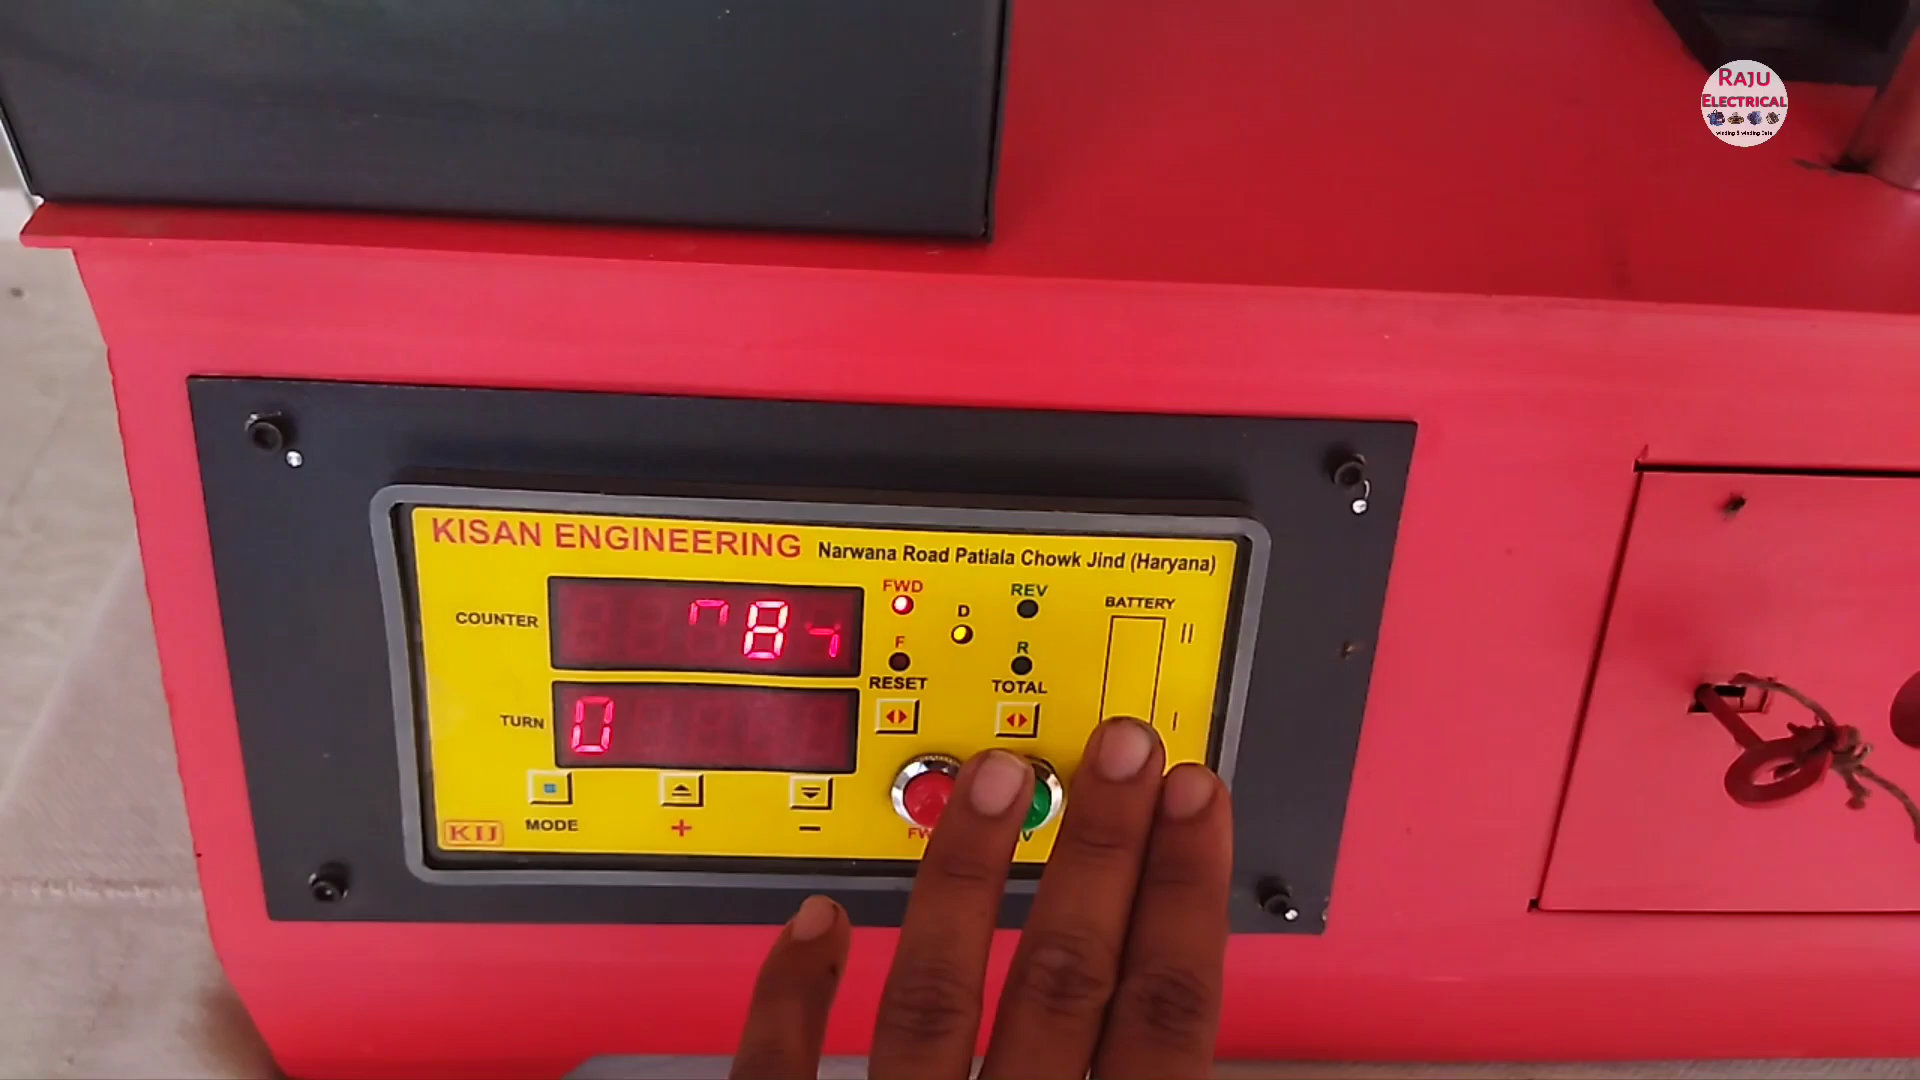 RAJU
ELECTRICAL
KISAN ENGINEERING Narwana Road Patiala Chowk Jind (Haryana)
COUNTER
FWD
D
REV
BATTERY
F
R
RESET
TOTAL
II
I
TURN
0
MODE
+
−
KIJ